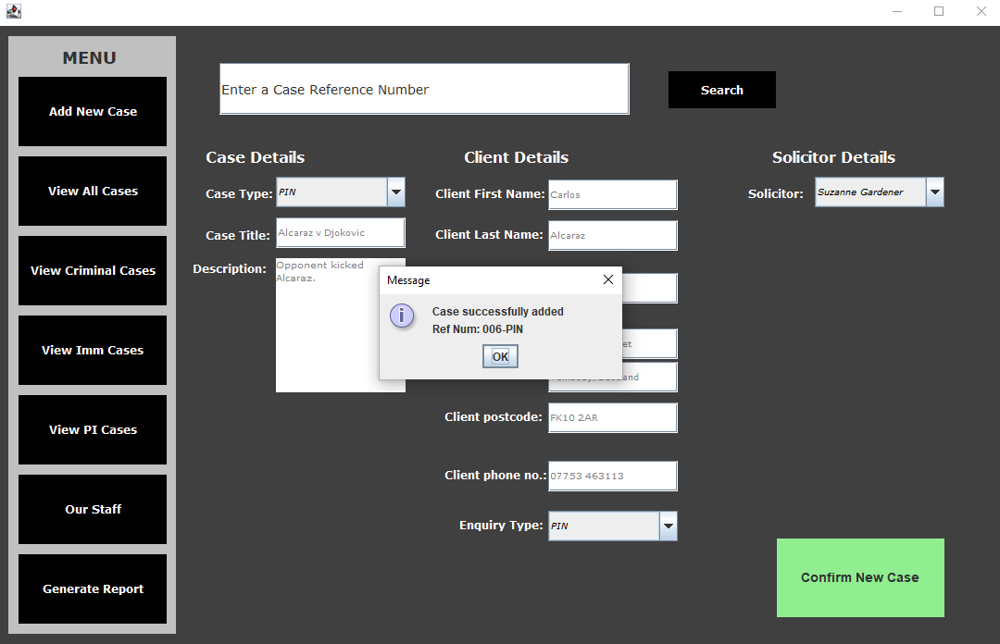 MENU
Add New Case
View All Cases
View Criminal Cases
View Imm Cases
View PI Cases
Our Staff
Generate Report
Enter a Case Reference Number
Search
Case Details
Case Type:
PIN
Case Title:
Alcaraz v Djokovic
Description:
Opponent kicked
Alcaraz.
Client Details
Client First Name:
Carlos
Client Last Name:
Alcaraz
Client postcode:
FK10 2AR
Client phone no.:
07753 463113
Enquiry Type:
PIN
Solicitor Details
Solicitor:
Suzanne Gardener
Message
Case successfully added
Ref Num: 006-PIN
OK
Confirm New Case